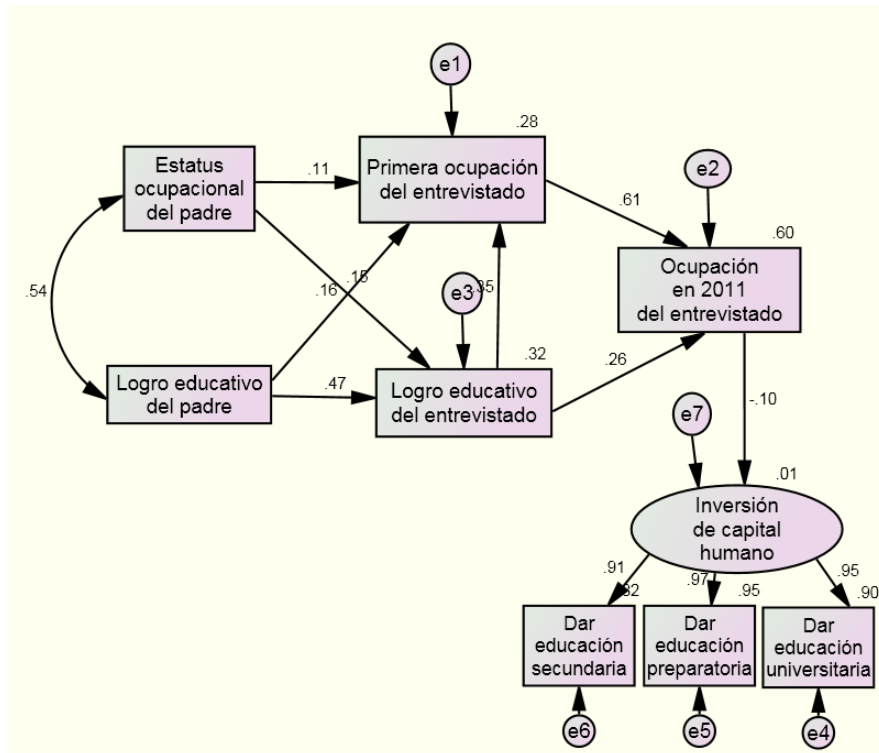 e1
.28
Primera ocupación
del entrevistado
Estatus
ocupacional
del padre
.11
e2
.61
.60
Ocupación
en 2011
del entrevistado
.54
.16
.15
e3
.35
.32
Logro educativo
del padre
.47
Logro educativo
del entrevistado
.26
-.10
e7
.01
Inversión
de capital
humano
.91
.97
.95
.82
.95
.90
Dar
educación
secundaria
Dar
educación
preparatoria
Dar
educación
universitaria
e6
e5
e4